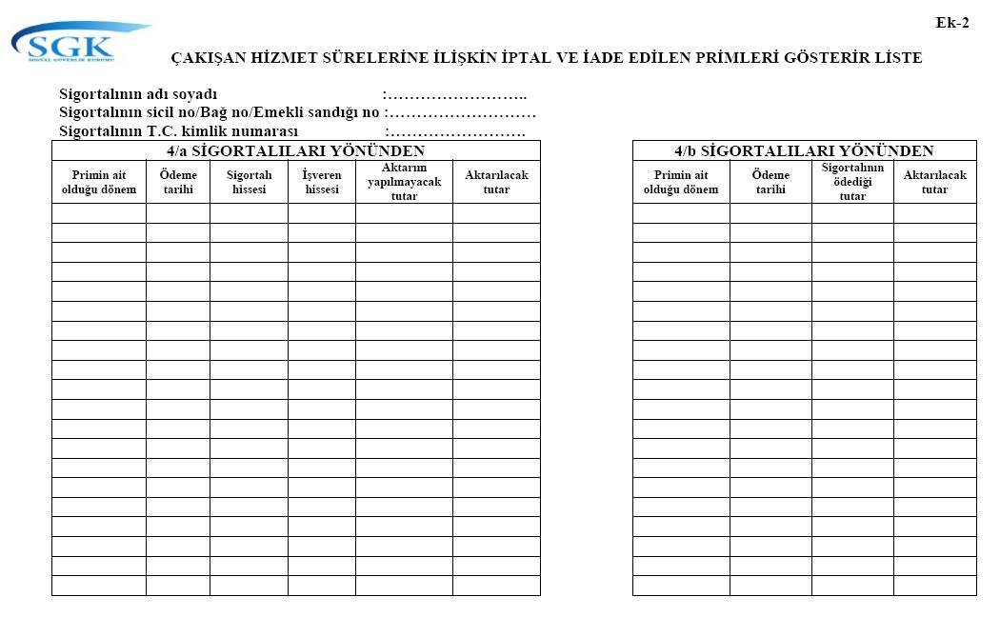 Ek-2
SGK
SOSYAL GÜVENLİK KURUMU
ÇAKIŞAN HİZMET SÜRELERİNE İLİŞKİN İPTAL VE İADE EDİLEN PRİMLERİ GÖSTERİR LİSTE
Sigortalının adı soyadı :……………………..
Sigortalının sicil no/Bağ no/Emekli sandığı no :………………………
Sigortalının T.C. kimlik numarası :…………………….
4/a SİGORTALILARI YÖNÜNDEN
Primin ait
olduğu dönem
Ödeme
tarihi
Sigortalı
hissesi
İşveren
hissesi
Aktarım
yapılmayacak
tutar
Aktarılacak
tutar
4/b SİGORTALILARI YÖNÜNDEN
Primin ait
olduğu dönem
Ödeme
tarihi
Sigortalının
ödediği
tutar
Aktarılacak
tutar